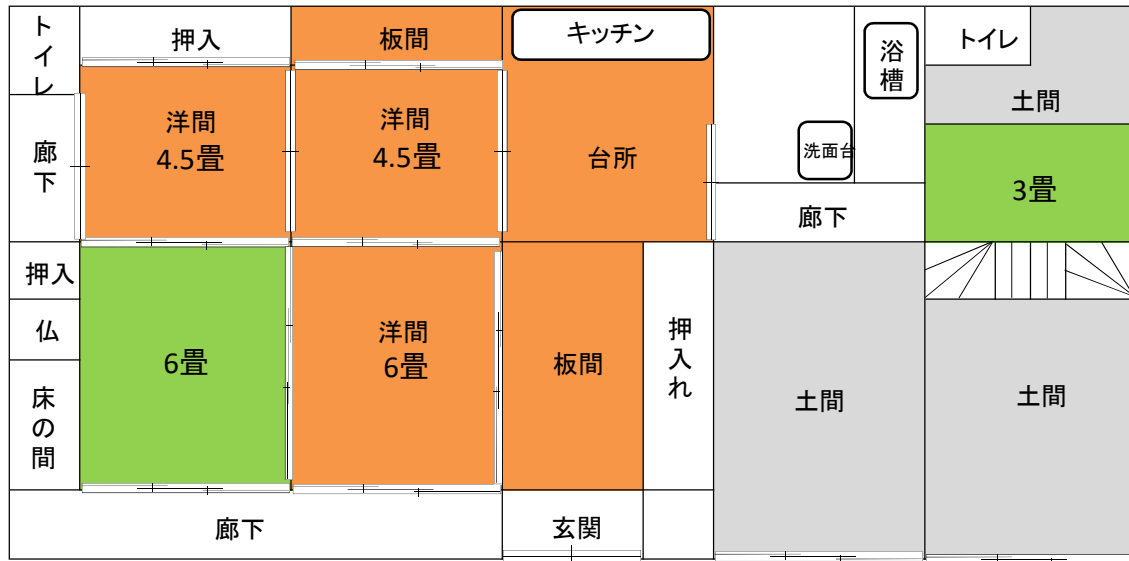 トイレ
押入
板間
キッチン
浴槽
トイレ
土間
洋間
4.5畳
洋間
4.5畳
台所
洗面台
廊下
廊下
3畳
押入
仏
床の間
6畳
洋間
6畳
板間
押入れ
土間
土間
廊下
玄関